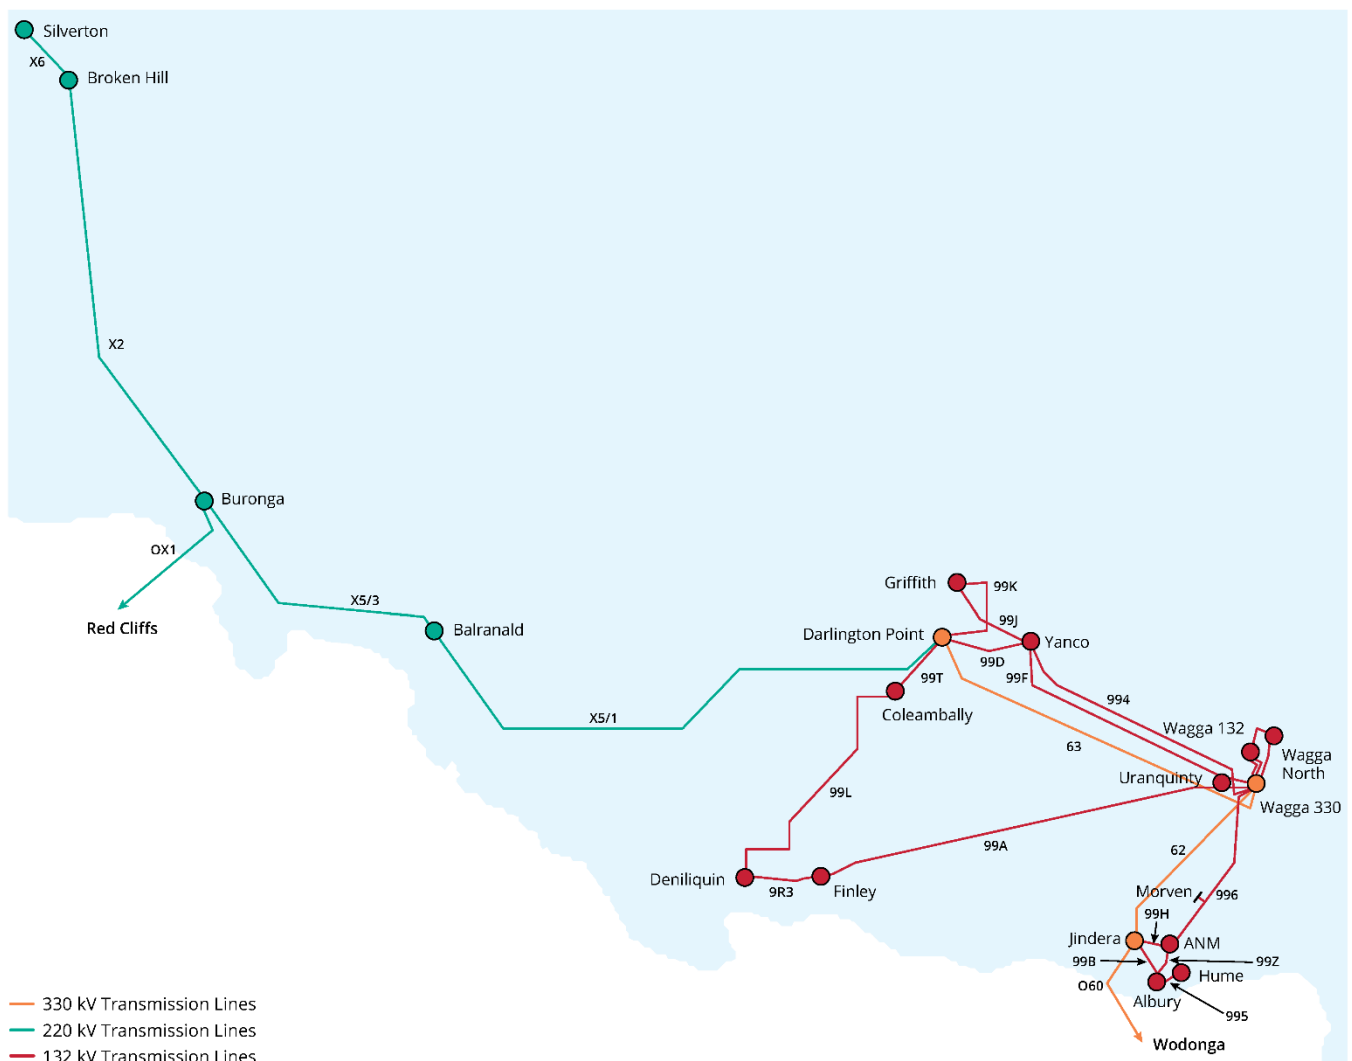 Silverton
X6
Broken Hill
X2
Buronga
OX1
Red Cliffs
X5/3
Balranald
X5/1
Griffith
99K
99J
Darlington Point
Yanco
99D
99T
99F
Coleambally
994
63
Wagga 132
Wagga
North
Uranquinty
Wagga 330
99L
99A
62
Deniliquin
9R3
Finley
Morven
996
99H
Jindera
ANM
99B
99Z
Hume
O60
Albury
995
Wodonga
330 kV Transmission Lines
220 kV Transmission Lines
132 kV Transmission Lines